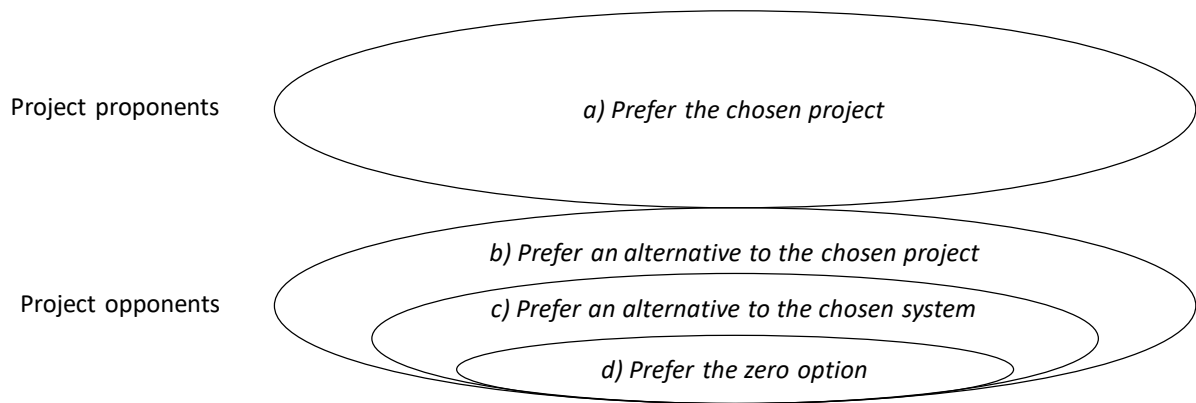 Project proponents
a) Prefer the chosen project
b) Prefer an alternative to the chosen project
Project opponents
c) Prefer an alternative to the chosen system
d) Prefer the zero option